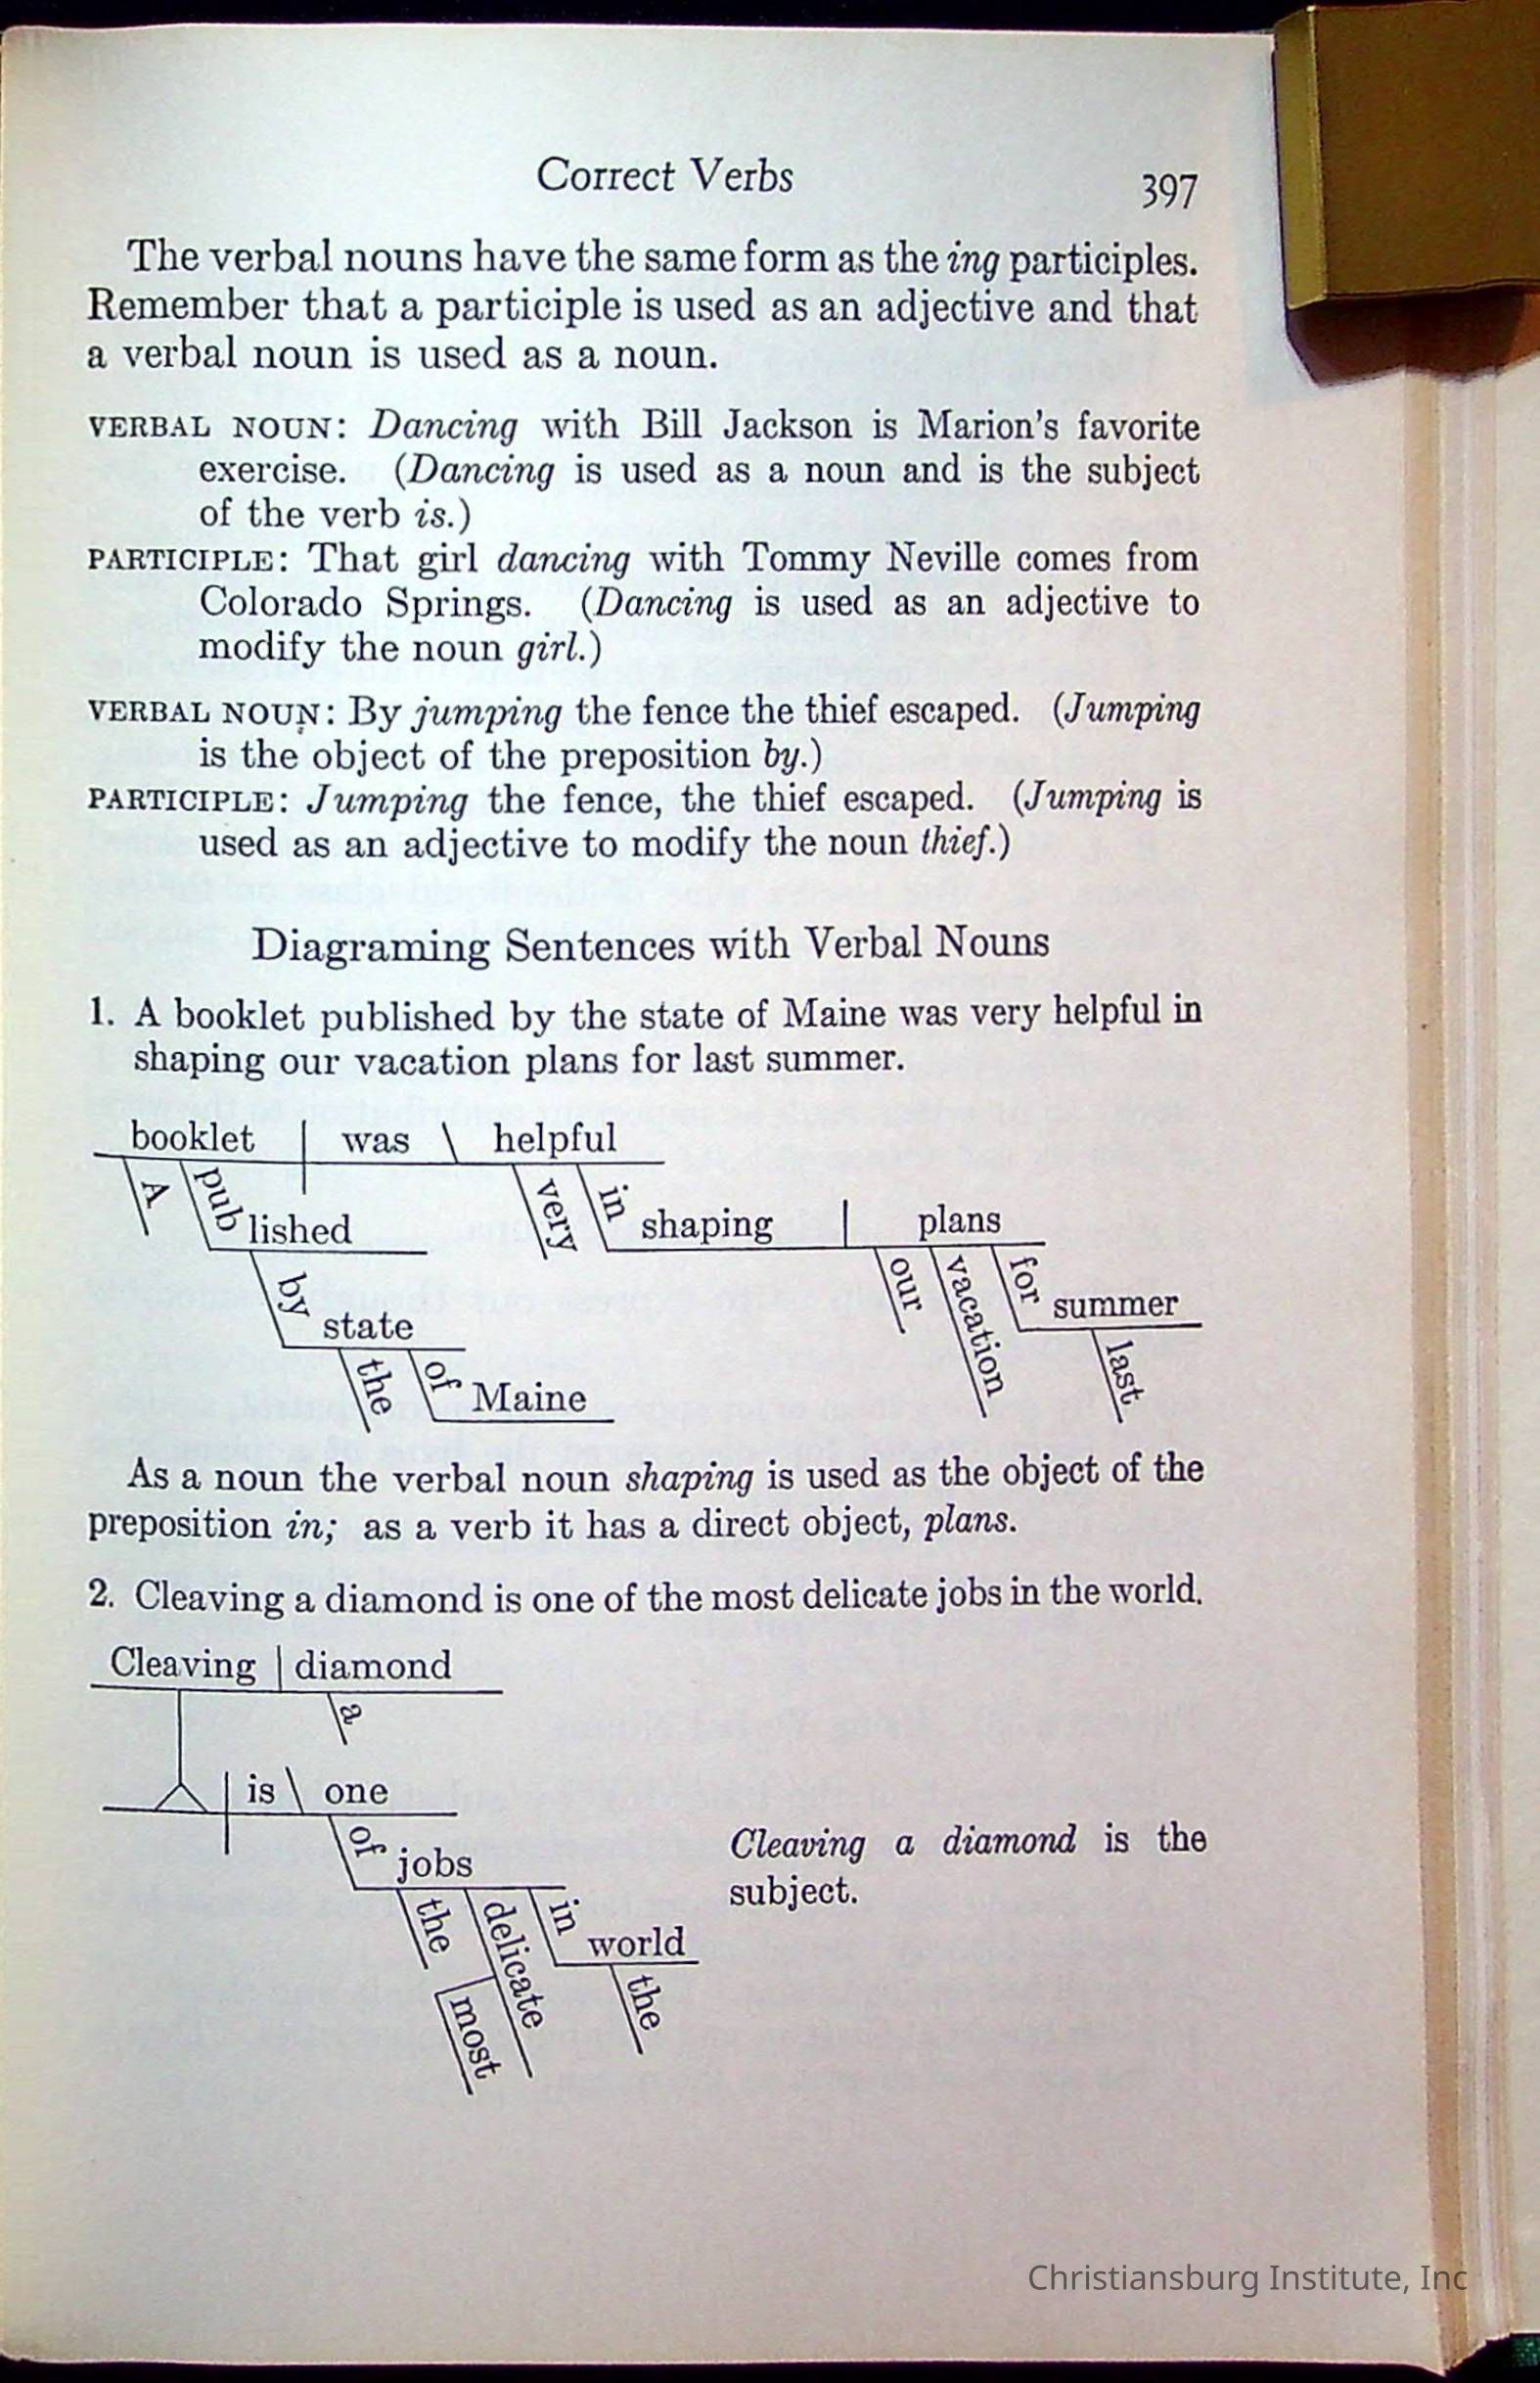 Correct Verbs 397
The verbal nouns have the same form as the ing participles.
Remember that a participle is used as an adjective and that
a verbal noun is used as a noun.
VERBAL NOUN: Dancing with Bill Jackson is Marion's favorite
exercise. (Dancing is used as a noun and is the subject
of the verb is.)
PARTICIPLE: That girl dancing with Tommy Neville comes from
Colorado Springs. (Dancing is used as an adjective to
modify the noun girl.)
VERBAL NOUN: By jumping the fence the thief escaped. (Jumping
is the object of the preposition by.)
PARTICIPLE: Jumping the fence, the thief escaped. (Jumping is
used as an adjective to modify the noun thief.)
Diagraming Sentences with Verbal Nouns
1. A booklet published by the state of Maine was very helpful in
shaping our vacation plans for last summer.
booklet was helpful
A published very in shaping plans
by state our vacation for summer
the of Maine last
As a noun the verbal noun shaping is used as the object of the
preposition in; as a verb it has a direct object, plans.
2. Cleaving a diamond is one of the most delicate jobs in the world.
Cleaving diamond
a
is one
of jobs
the delicate in world
most the
Cleaving a diamond is the
subject.
Christiansburg Institute, Inc